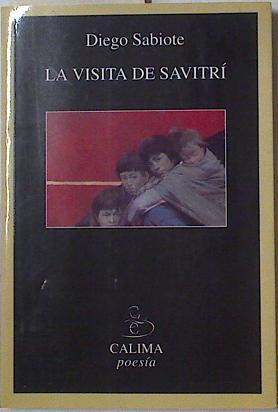 Diego Sabiote
LA VISITA DE SAVITRÍ
CALIMA
poesía